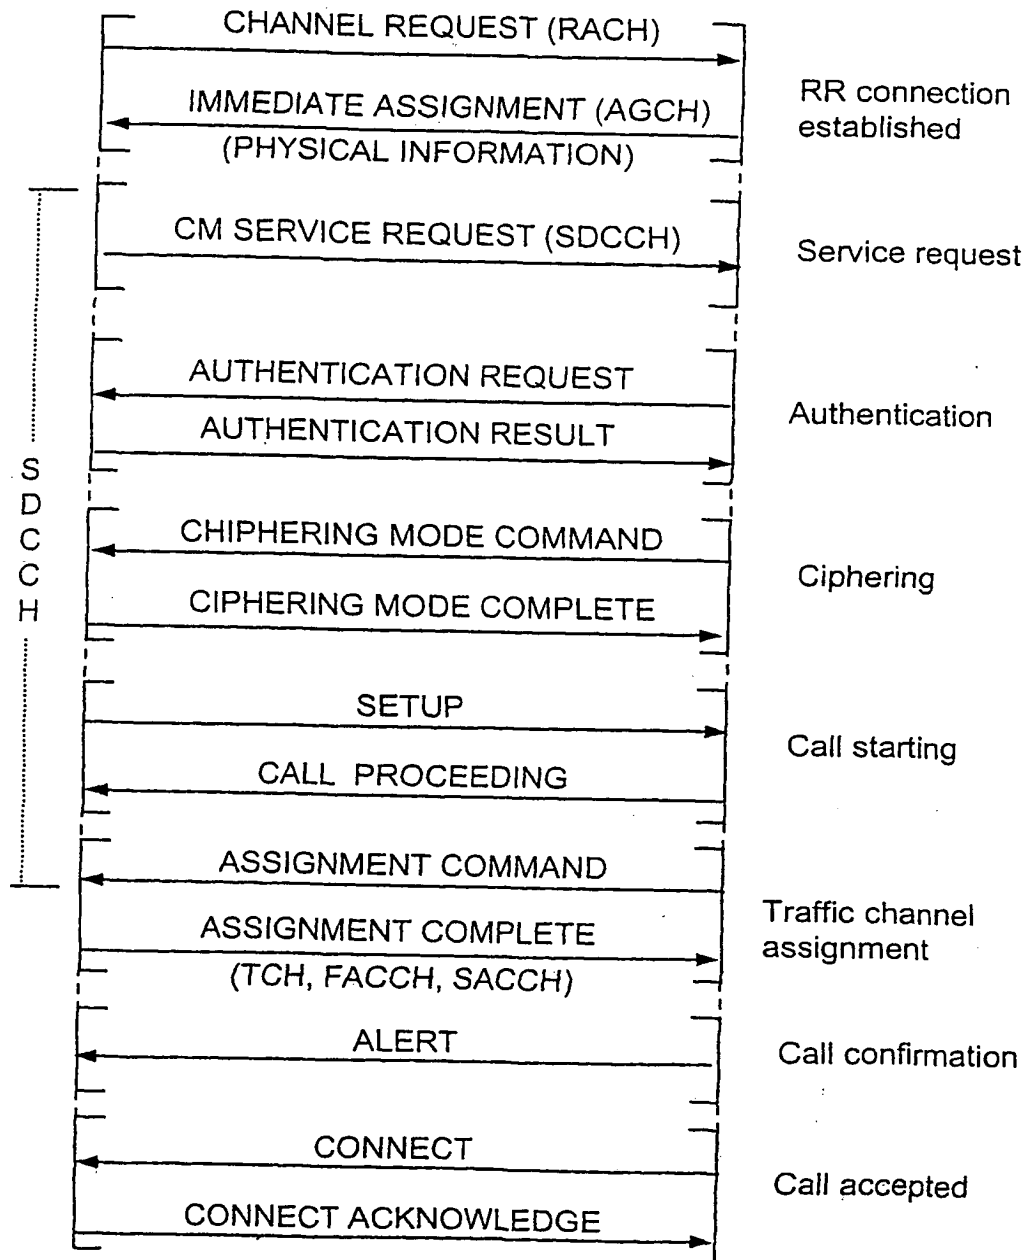 CHANNEL REQUEST (RACH)
IMMEDIATE ASSIGNMENT (AGCH)
(PHYSICAL INFORMATION)
RR connection
established
CM SERVICE REQUEST (SDCCH)
Service request
AUTHENTICATION REQUEST
AUTHENTICATION RESULT
Authentication
S
D
C
C
H
CHIPHERING MODE COMMAND
CIPHERING MODE COMPLETE
Ciphering
SETUP
CALL PROCEEDING
Call starting
ASSIGNMENT COMMAND
ASSIGNMENT COMPLETE
(TCH, FACCH, SACCH)
Traffic channel
assignment
ALERT
Call confirmation
CONNECT
CONNECT ACKNOWLEDGE
Call accepted